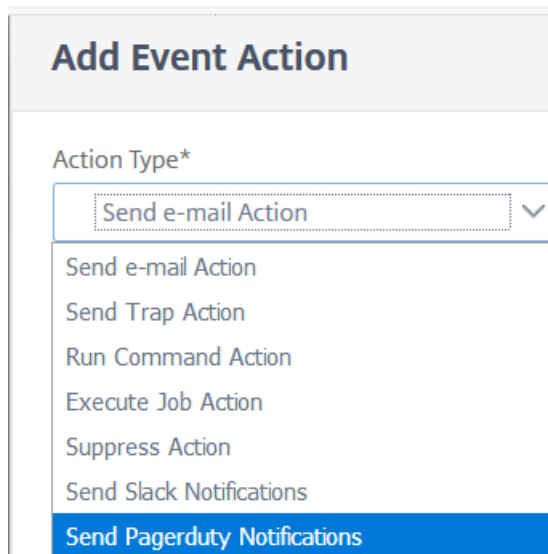 Add Event Action
Action Type*
Send e-mail Action
Send e-mail Action
Send Trap Action
Run Command Action
Execute Job Action
Suppress Action
Send Slack Notifications
Send Pagerduty Notifications